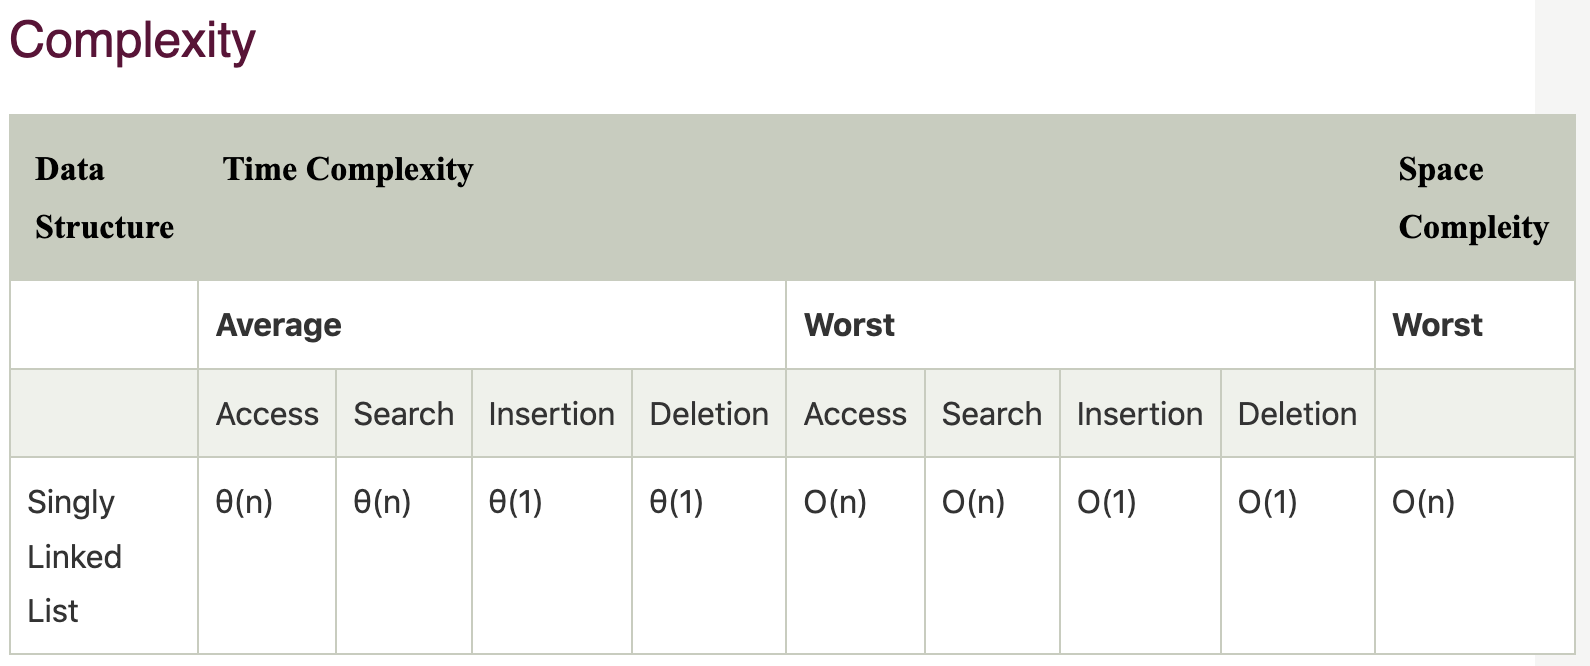 Complexity
Data Structure Time Complexity Space Compleity
Average Worst Worst
Access Search Insertion Deletion Access Search Insertion Deletion
Singly Linked List θ(n) θ(n) θ(1) θ(1) O(n) O(n) O(1) O(1) O(n)